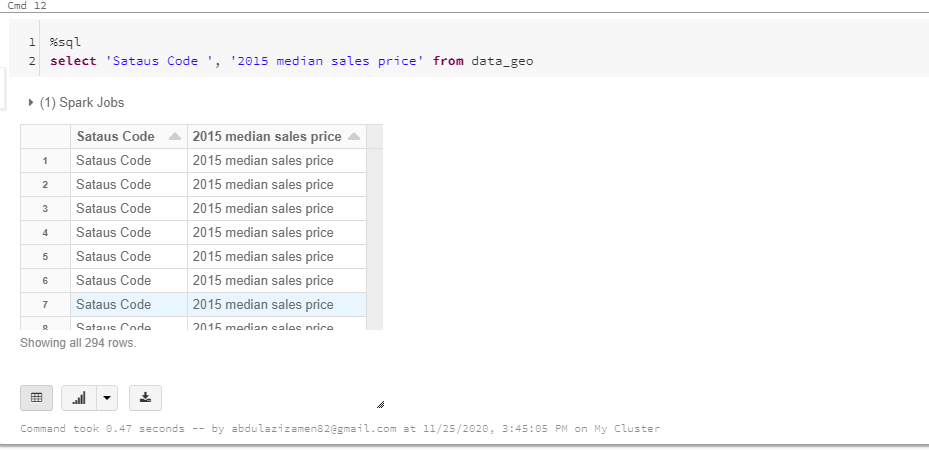 Cmd 12
1 %sql
2 select 'Sataus Code ', '2015 median sales price' from data_geo
(1) Spark Jobs
Sataus Code 2015 median sales price
1 Sataus Code 2015 median sales price
2 Sataus Code 2015 median sales price
3 Sataus Code 2015 median sales price
4 Sataus Code 2015 median sales price
5 Sataus Code 2015 median sales price
6 Sataus Code 2015 median sales price
7 Sataus Code 2015 median sales price
8 Sataus Code 2015 median sales price
Showing all 294 rows.
Command took 0.47 seconds -- by abdulazizamen82@gmail.com at 11/25/2020, 3:45:05 PM on My Cluster